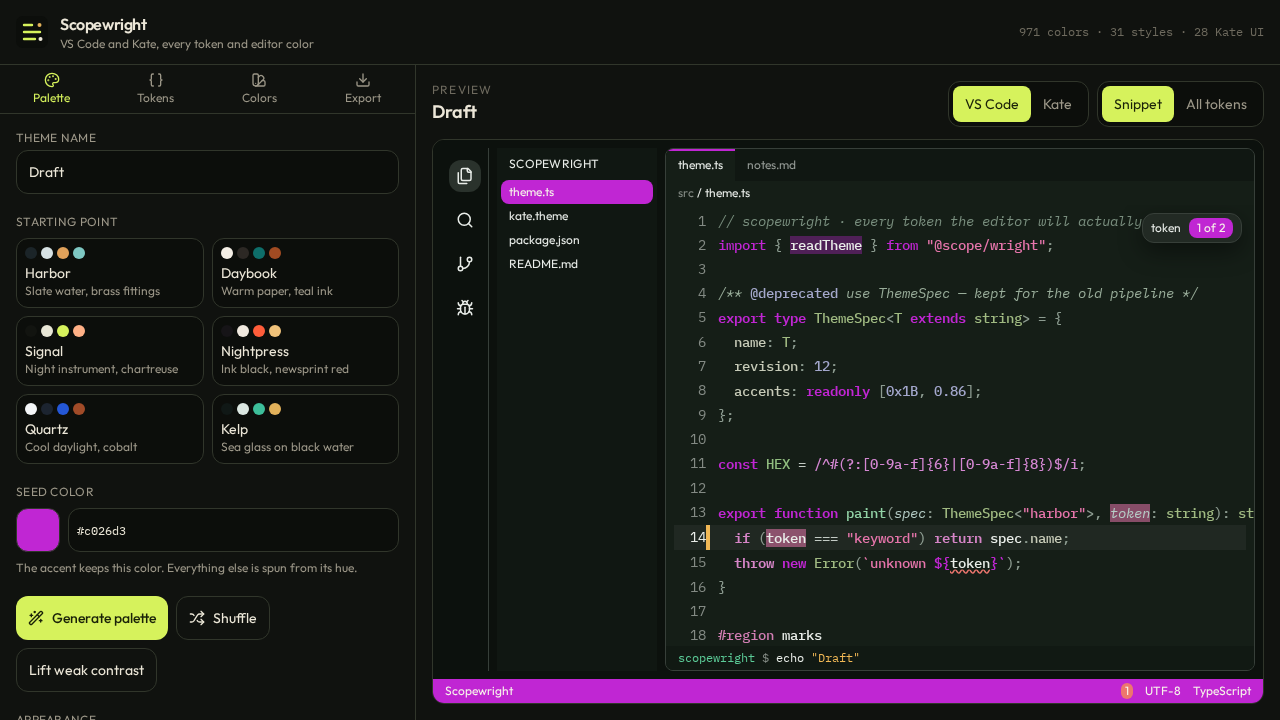 Scopewright
VS Code and Kate, every token and editor color
971 colors · 31 styles · 28 Kate UI
Palette
Tokens
Colors
Export
THEME NAME
Draft
STARTING POINT
Harbor
Slate water, brass fittings
Daybook
Warm paper, teal ink
Signal
Night instrument, chartreuse
Nightpress
Ink black, newsprint red
Quartz
Cool daylight, cobalt
Kelp
Sea glass on black water
SEED COLOR
#c026d3
The accent keeps this color. Everything else is spun from its hue.
Generate palette
Shuffle
Lift weak contrast
APPEARANCE
PREVIEW
Draft
VS Code
Kate
Snippet
All tokens
SCOPEWRIGHT
theme.ts
kate.theme
package.json
README.md
theme.ts
notes.md
src / theme.ts
token 1 of 2
1 // scopewright · every token the editor will actually
2 import { readTheme } from "@scope/wright";
3
4 /** @deprecated use ThemeSpec — kept for the old pipeline */
5 export type ThemeSpec<T extends string> = {
6 name: T;
7 revision: 12;
8 accents: readonly [0x1B, 0.86];
9 };
10
11 const HEX = /^#(?:[0-9a-f]{6}|[0-9a-f]{8})$/i;
12
13 export function paint(spec: ThemeSpec<"harbor">, token: string): st
14 if (token === "keyword") return spec.name;
15 throw new Error(`unknown ${token}`);
16 }
17
18 #region marks
scopewright $ echo "Draft"
Scopewright
1
UTF-8
TypeScript